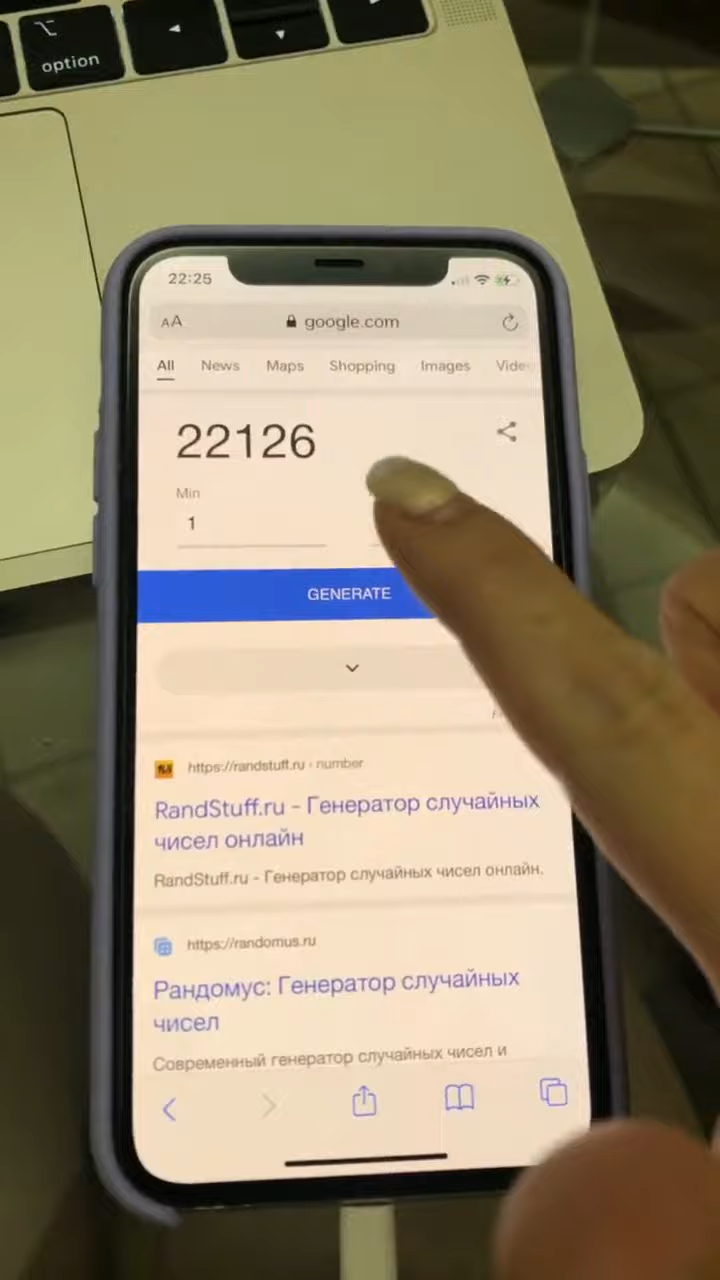 option
22:25
AA google.com
All News Maps Shopping Images
22126
Min
1
GENERATE
https://randstuff.ru › number
RandStuff.ru - Генератор случайных
чисел онлайн
RandStuff.ru - Генератор случайных чисел онлайн.
https://randomus.ru
Рандомус: Генератор случайных
чисел
Современный генератор случайных чисел и